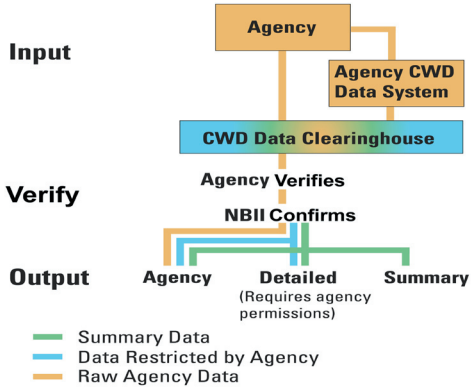 Input
Agency
Agency CWD
Data System
CWD Data Clearinghouse
Verify
Agency Verifies
NBII Confirms
Output
Agency
Detailed
(Requires agency
permissions)
Summary
Summary Data
Data Restricted by Agency
Raw Agency Data